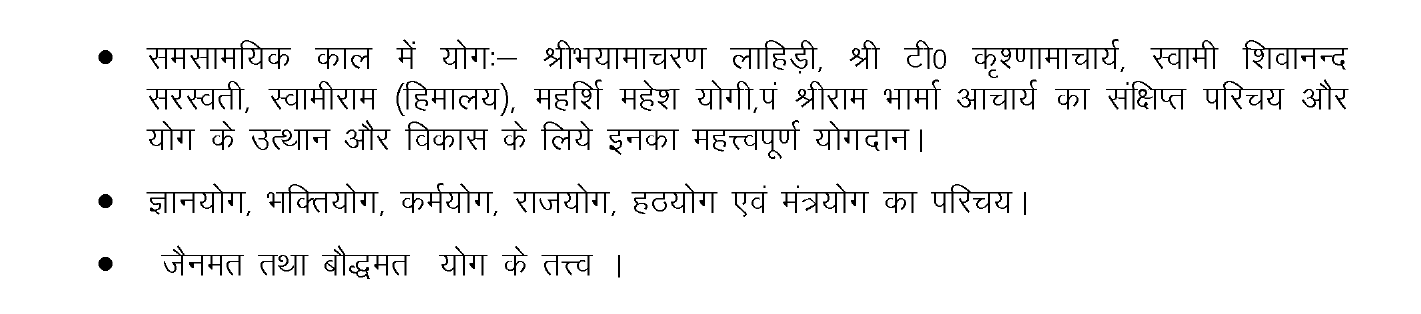 • समसामयिक काल में योगः– श्रीभयामाचरण लाहिड़ी, श्री टी0 कृश्णामाचार्य, स्वामी शिवानन्द
सरस्वती, स्वामीराम (हिमालय), महर्शि महेश योगी,पं श्रीराम भार्मा आचार्य का संक्षिप्त परिचय और
योग के उत्थान और विकास के लिये इनका महत्त्वपूर्ण योगदान।
• ज्ञानयोग, भक्तियोग, कर्मयोग, राजयोग, हठयोग एवं मंत्रयोग का परिचय।
• जैनमत तथा बौद्धमत योग के तत्त्व ।